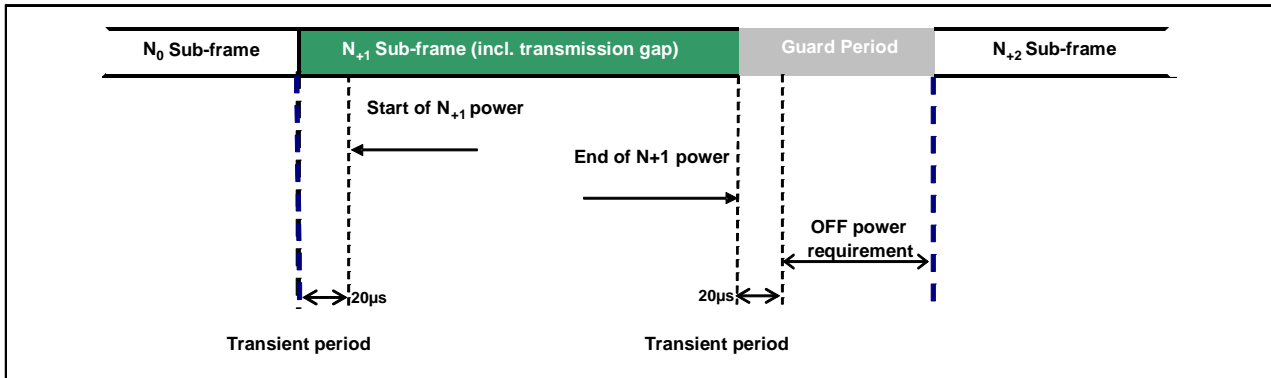 N0 Sub-frame
N+1 Sub-frame (incl. transmission gap)
Guard Period
N+2 Sub-frame
Start of N+1 power
End of N+1 power
OFF power
requirement
20µs
20µs
Transient period
Transient period